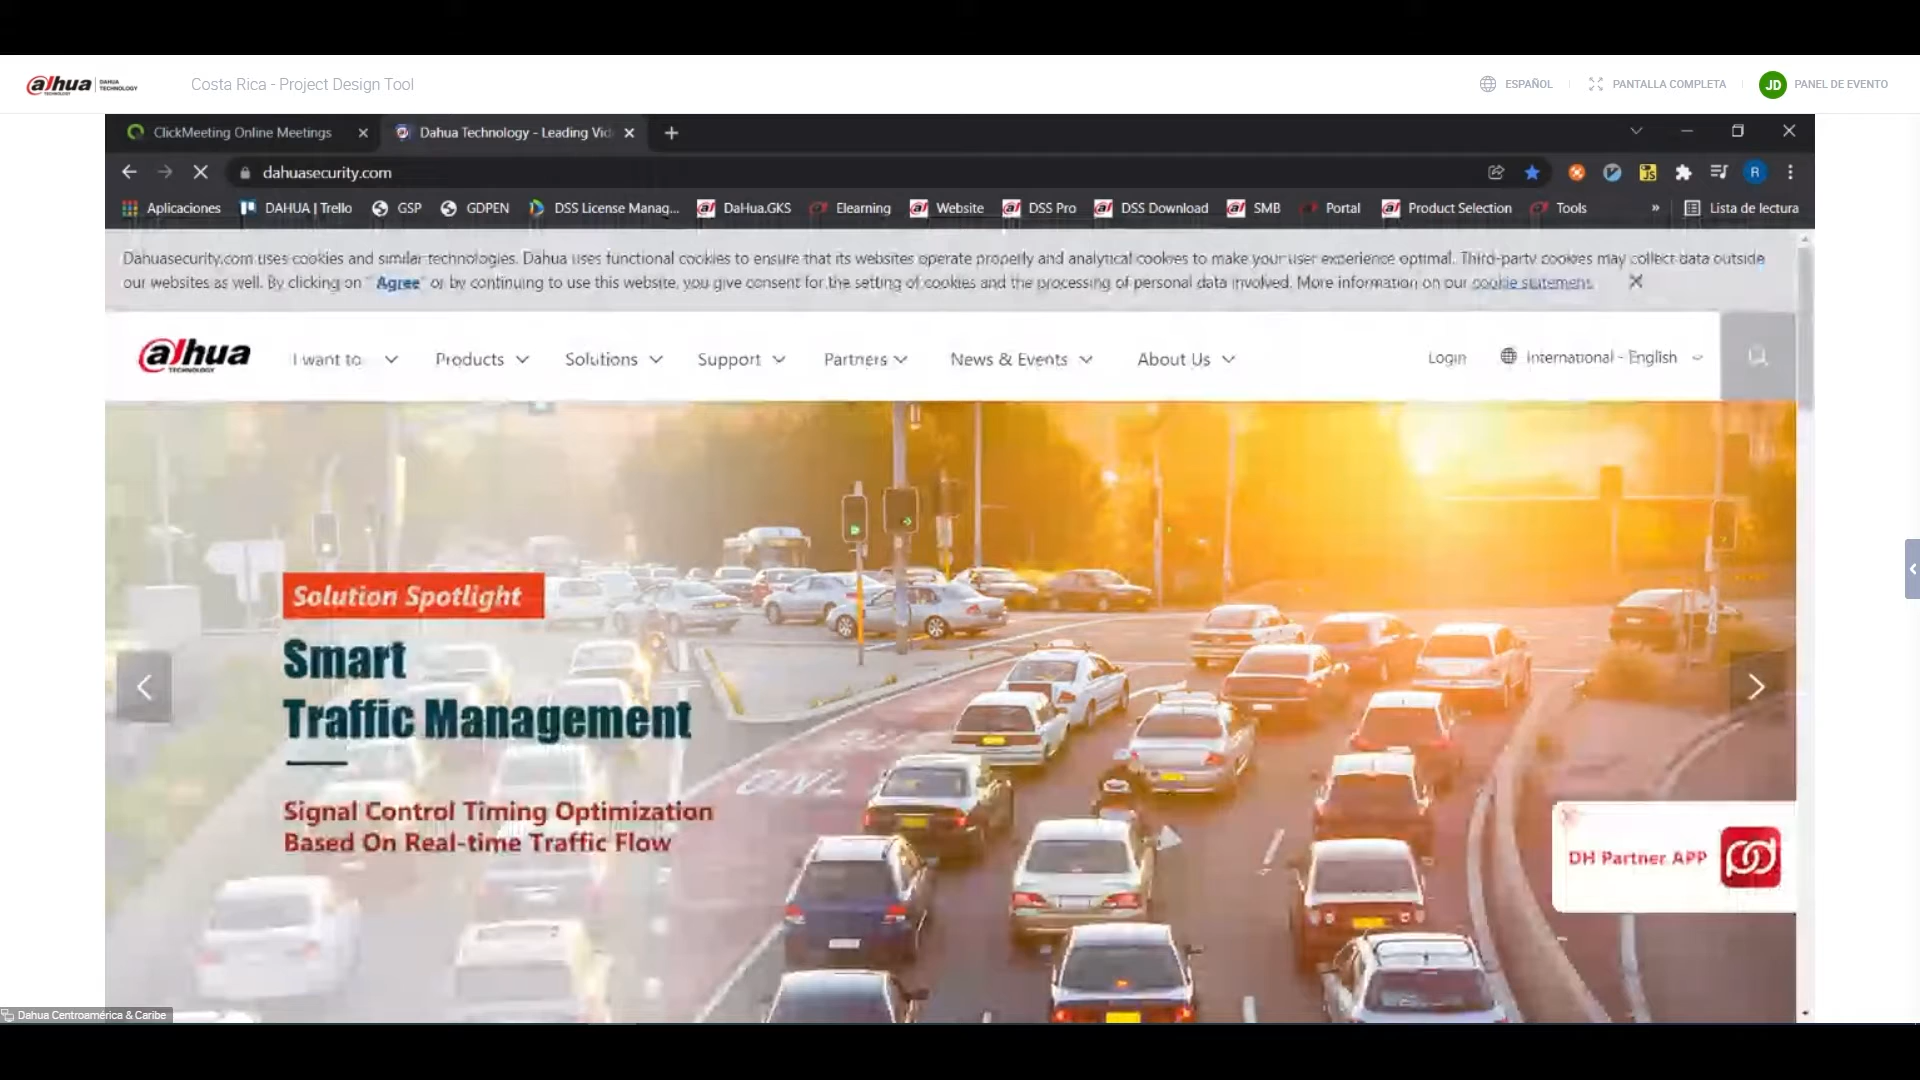 alhua TECHNOLOGY DAHUA TECHNOLOGY
Costa Rica - Project Design Tool
ESPAÑOL
PANTALLA COMPLETA
JD PANEL DE EVENTO
ClickMeeting Online Meetings
Dahua Technology - Leading Vid
dahuasecurity.com
R
Aplicaciones
DAHUA | Trello
GSP
GDPEN
DSS License Manag...
DaHua.GKS
Elearning
Website
DSS Pro
DSS Download
SMB
Portal
Product Selection
Tools
»
Lista de lectura
Dahuasecurity.com uses cookies and similar technologies. Dahua uses functional cookies to ensure that its websites operate properly and analytical cookies to make your user experience optimal. Third-party cookies may collect data outside
our websites as well. By clicking on "Agree" or by continuing to use this website, you give consent for the setting of cookies and the processing of personal data involved. More information on our cookie statement.
alhua TECHNOLOGY
I want to
Products
Solutions
Support
Partners
News & Events
About Us
Login
International - English
Solution Spotlight
Smart
Traffic Management
Signal Control Timing Optimization
Based On Real-time Traffic Flow
ONL
DH Partner APP
Dahua Centroamérica & Caribe